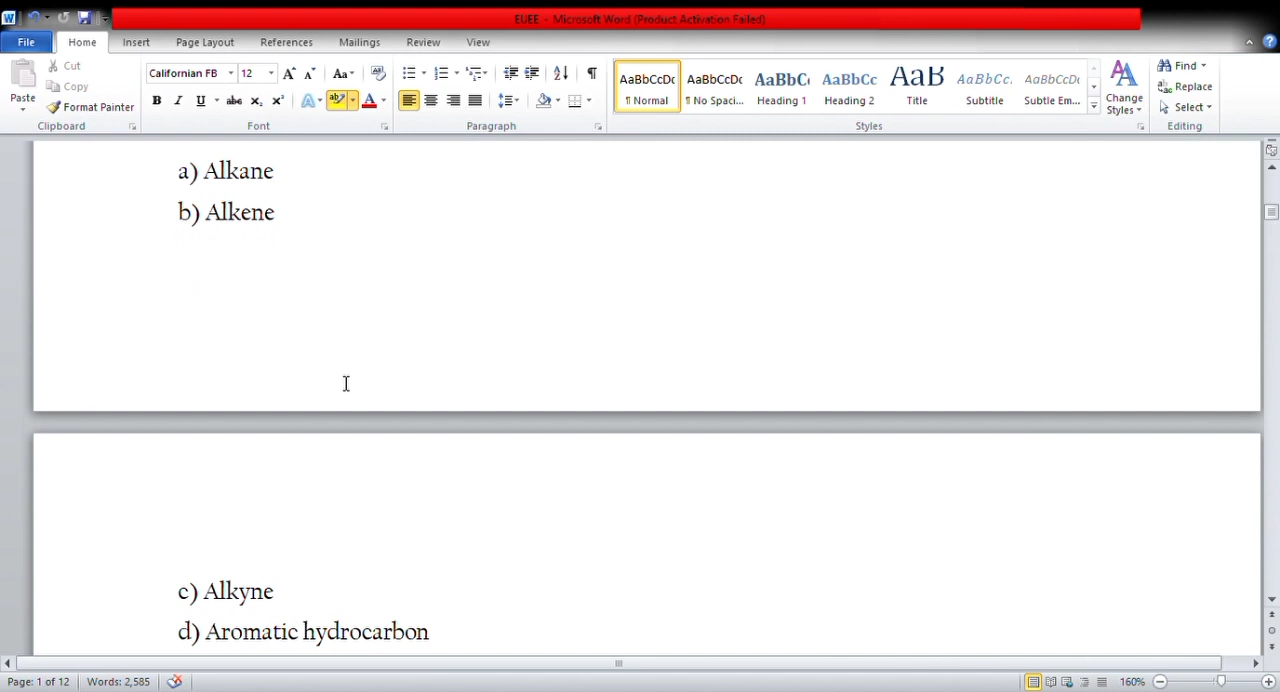 EUEE - Microsoft Word (Product Activation Failed)
File Home Insert Page Layout References Mailings Review View
Paste
Cut
Copy
Format Painter
Clipboard
Californian FB 12
Font
Paragraph
AaBbCcDc AaBbCcDc AaBbC AaBbCc AaB AaBbCc. AaBbCcDc
¶ Normal ¶ No Spaci... Heading 1 Heading 2 Title Subtitle Subtle Em...
Styles
Change
Styles
Find
Replace
Select
Editing
a) Alkane
b) Alkene
c) Alkyne
d) Aromatic hydrocarbon
Page: 1 of 12 Words: 2,585 160%